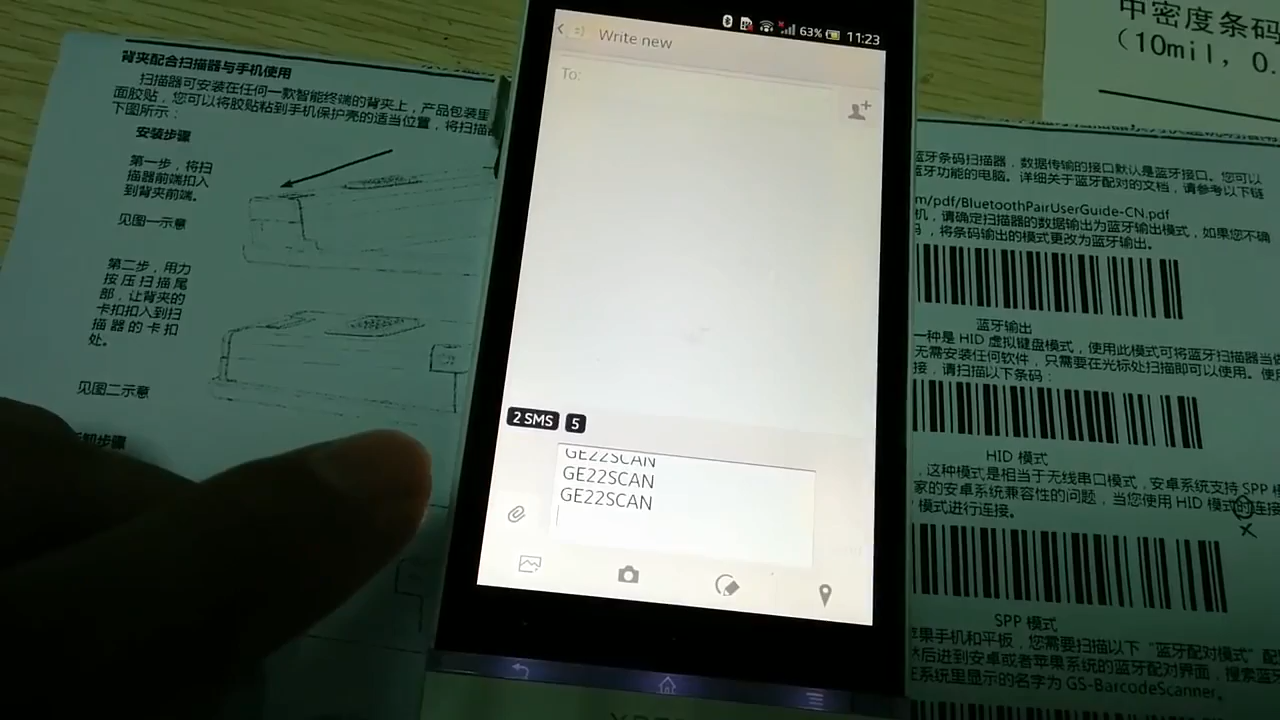 背夹配合扫描器与手机使用
扫描器可安装在任何一款智能终端的背夹上，产品包装里
面胶贴，您可以将胶贴粘到手机保护壳的适当位置，将扫描
下图所示：
安装步骤
第一步，将扫
描器前端扣入
到背夹前端。
见图一示意
第二步，用力
按压扫描尾
部，让背夹的
卡扣扣入到扫
描器的卡扣
处。
见图二示意
步骤
63% 11:23
Write new
To:
2 SMS 5
GE22SCAN
GE22SCAN
GE22SCAN
中密度条码
（10mil，0.
蓝牙条码扫描器，数据传输的接口默认是蓝牙接口。您可以
蓝牙功能的电脑。详细关于蓝牙配对的文档，请参考以下链
m/pdf/BluetoothPairUserGuide-CN.pdf
机，请确定扫描器的数据输出为蓝牙输出模式，如果您不确
，将条码输出的模式更改为蓝牙输出。
蓝牙输出
一种是 HID 虚拟键盘模式，使用此模式可将蓝牙扫描器当
无需安装任何软件，只需要在光标处扫描即可以使用。使
接，请扫描以下条码：
HID 模式
，这种模式是相当于无线串口模式，安卓系统支持 SPP
家的安卓系统兼容性的问题，当您使用 HID 模式的连接
模式进行连接。
SPP 模式
苹果手机和平板，您需要扫描以下“蓝牙配对模式”配
后进到安卓或者苹果系统的蓝牙配对界面，搜索蓝
系统里显示的名字为 GS-BarcodeScanner。